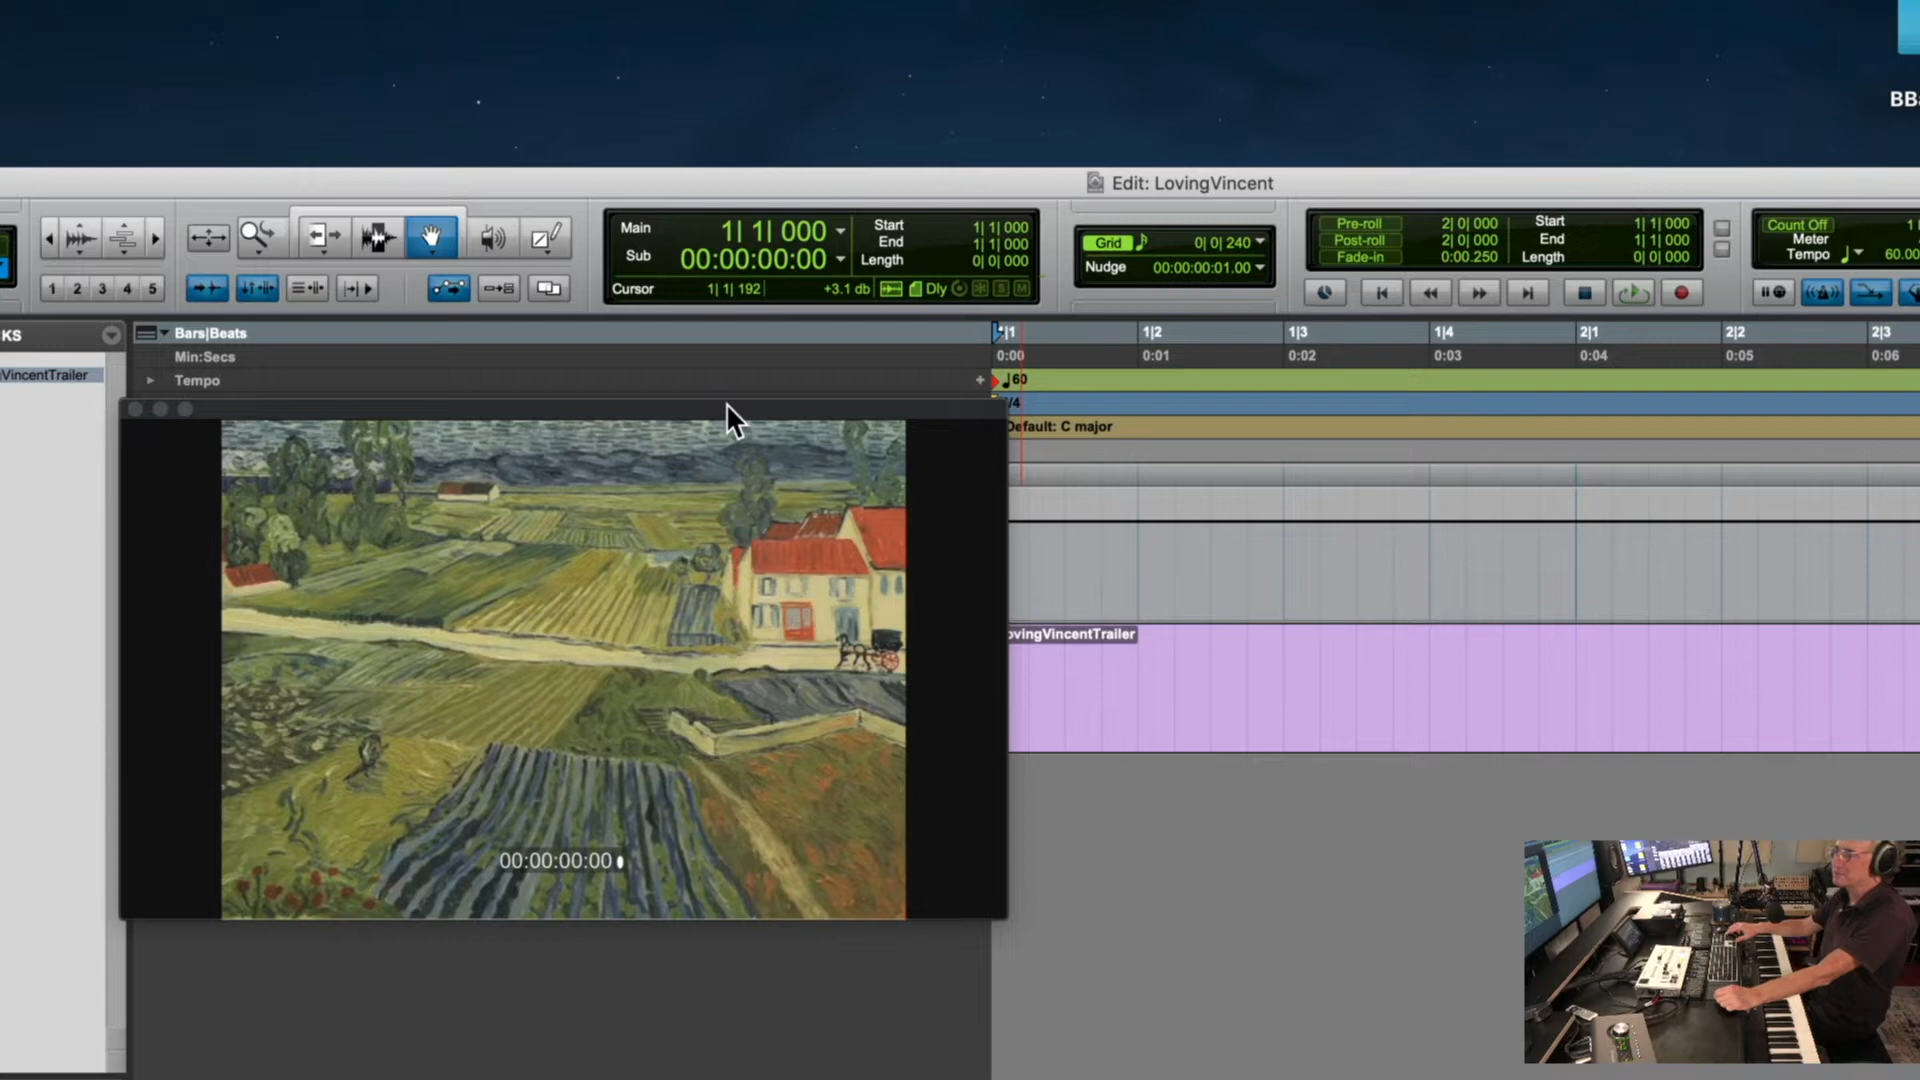 BBa
Edit: LovingVincent
Main 1| 1| 000
Sub 00:00:00:00
Cursor 1| 1| 192
Start 1| 1| 000
End 1| 1| 000
Length 0| 0| 000
+3.1 db Dly S M
Grid 0| 0| 240
Nudge 00:00:00:01.00
Pre-roll 2| 0| 000
Post-roll 2| 0| 000
Fade-in 0:00.250
Start 1| 1| 000
End 1| 1| 000
Length 0| 0| 000
Count Off 1|
Meter
Tempo 60.00
1 2 3 4 5
KS
VincentTrailer
Bars|Beats 1|1 1|2 1|3 1|4 2|1 2|2 2|3
Min:Secs 0:00 0:01 0:02 0:03 0:04 0:05 0:06
Tempo + 60
/4
Default: C major
ovingVincentTrailer
00:00:00:00